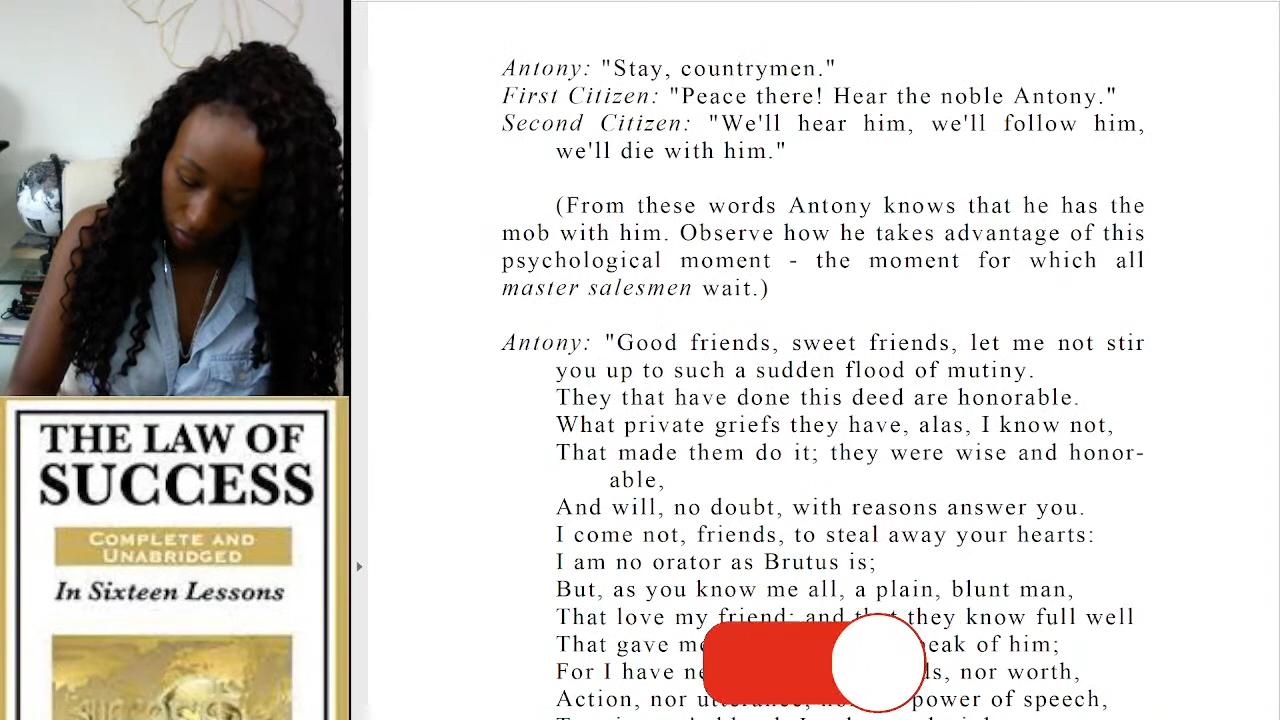 Antony: "Stay, countrymen."
First Citizen: "Peace there! Hear the noble Antony."
Second Citizen: "We'll hear him, we'll follow him,
we'll die with him."
(From these words Antony knows that he has the
mob with him. Observe how he takes advantage of this
psychological moment - the moment for which all
master salesmen wait.)
Antony: "Good friends, sweet friends, let me not stir
you up to such a sudden flood of mutiny.
They that have done this deed are honorable.
What private griefs they have, alas, I know not,
That made them do it; they were wise and honor-
able,
And will, no doubt, with reasons answer you.
I come not, friends, to steal away your hearts:
I am no orator as Brutus is;
But, as you know me all, a plain, blunt man,
That love my friend; and that they know full well
That gave of him;
For I have nor worth,
Action, nor power of speech,
THE LAW OF
SUCCESS
COMPLETE AND
UNABRIDGED
In Sixteen Lessons